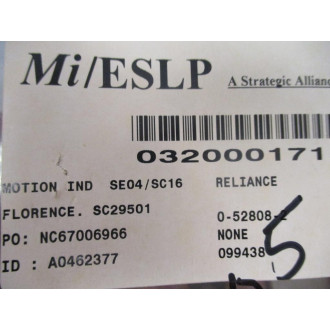 Mi/ESLP A Strategic Allian
032000171
MOTION IND SE04/SC16 RELIANCE
FLORENCE. SC29501 0-52808-2
PO: NC67006966 NONE
ID : A0462377 099438
5